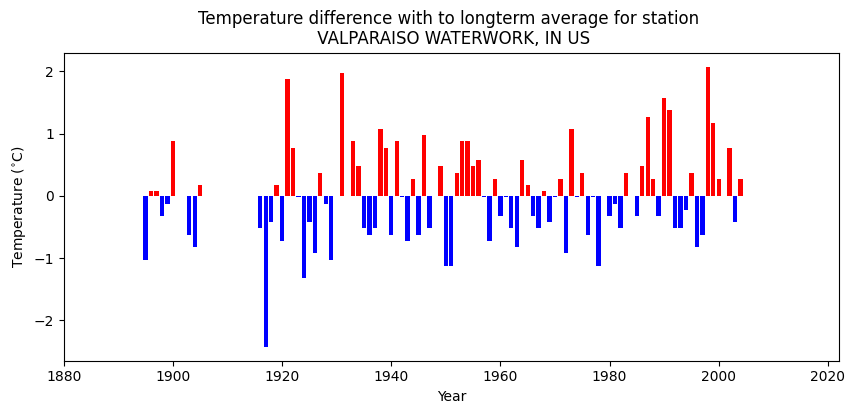 Temperature difference with to longterm average for station
VALPARAISO WATERWORK, IN US
2
1
0
−1
−2
Temperature (°C)
1880 1900 1920 1940 1960 1980 2000 2020
Year